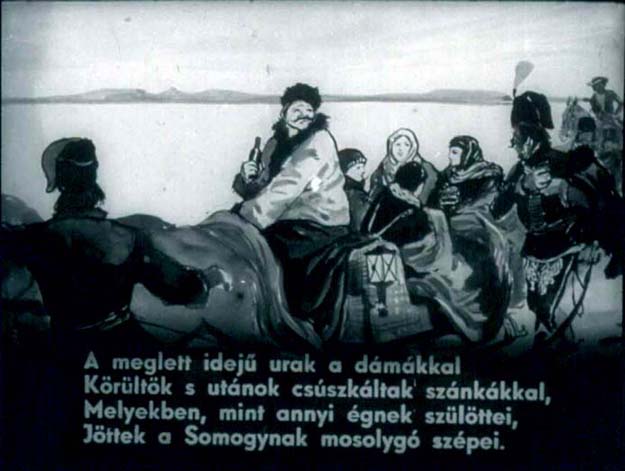 A meglett idejű urak a dámákkal
Körültök s utánok csúszkáltak szánkákkal,
Melyekben, mint annyi égnek szülöttei,
Jöttek a Somogynak mosolygó szépei.